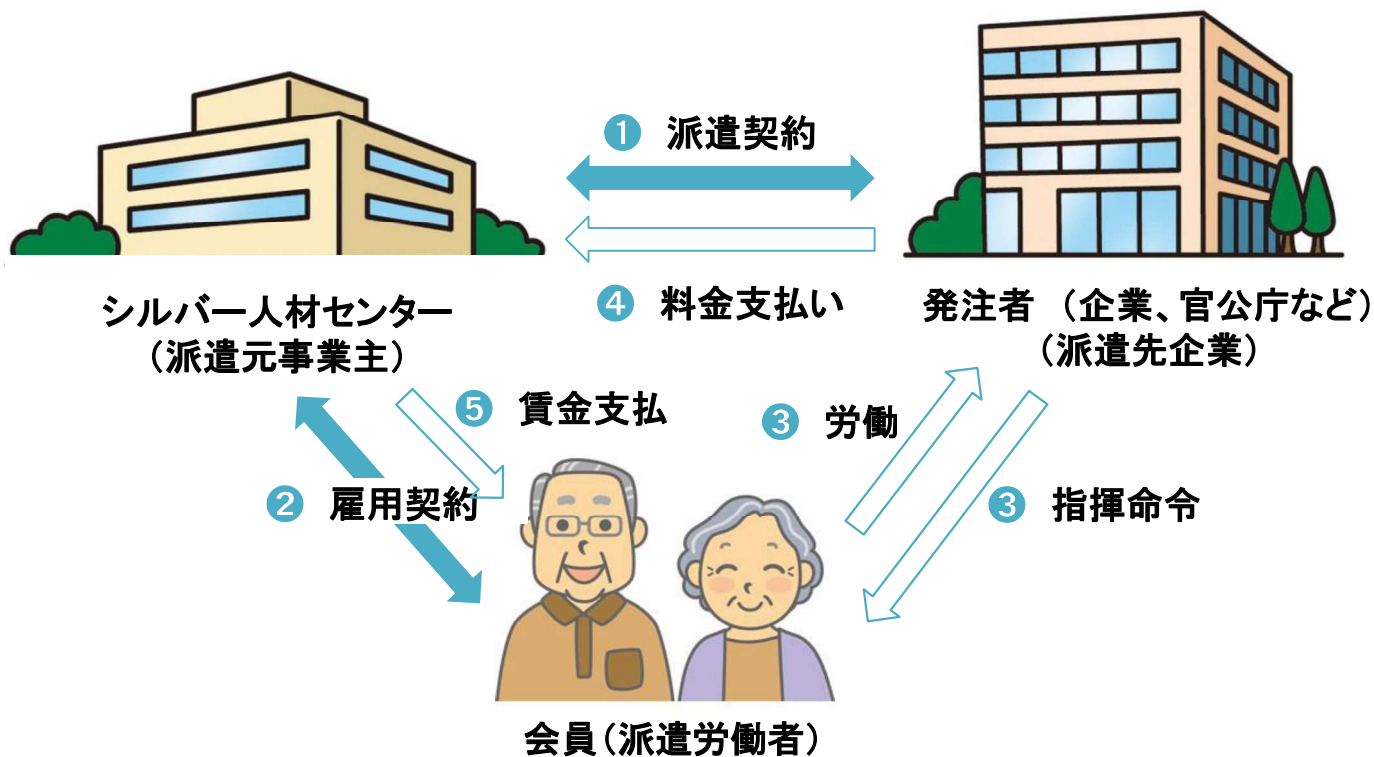 ❶ 派遣契約
❹ 料金支払い
シルバー人材センター
（派遣元事業主）
発注者 （企業、官公庁など）
（派遣先企業）
❺ 賃金支払
❸ 労働
❷ 雇用契約
❸ 指揮命令
会員（派遣労働者）